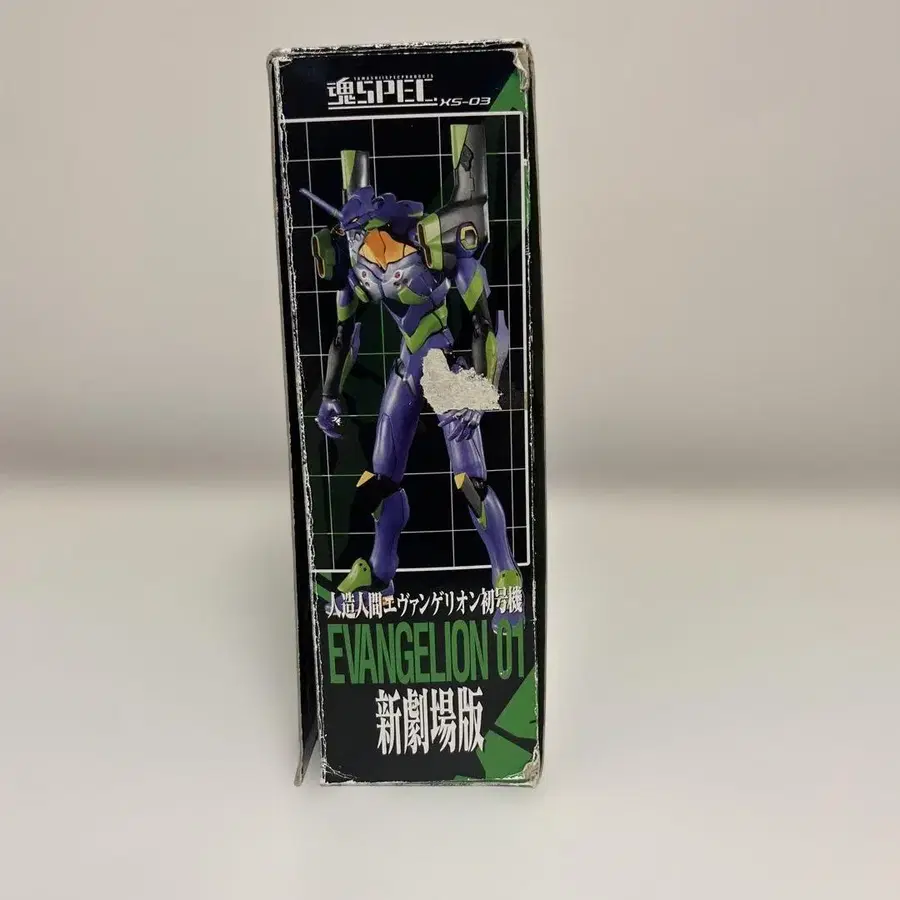 TAMASHII SPEC PRODUCTS
魂SPEC XS-03
人造人間エヴァンゲリオン初号機
EVANGELION 01
新劇場版